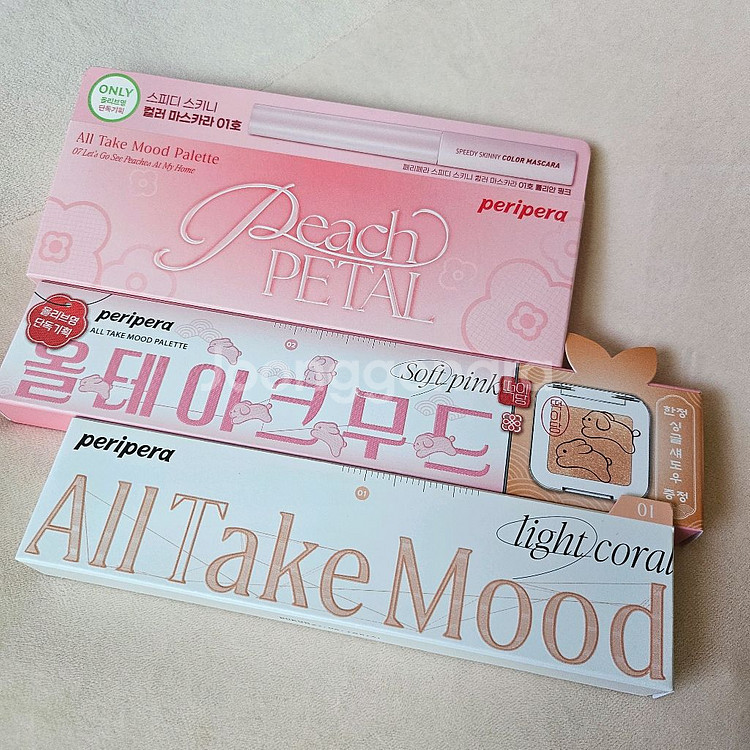 ONLY
올리브영
단독기획
스피디 스키니
컬러 마스카라 01호
SPEEDY SKINNY COLOR MASCARA
페리페라 스피디 스키니 컬러 마스카라 01호 플리안 핑크
All Take Mood Palette
07 Let's Go See Peaches At My Home
peripera
Peach
PETAL
올리브영
단독기획
peripera
ALL TAKE MOOD PALETTE
02
Soft pink
올테이크무드
한정
싱글섀도우
증정
peripera
01
01
light coral
All Take Mood